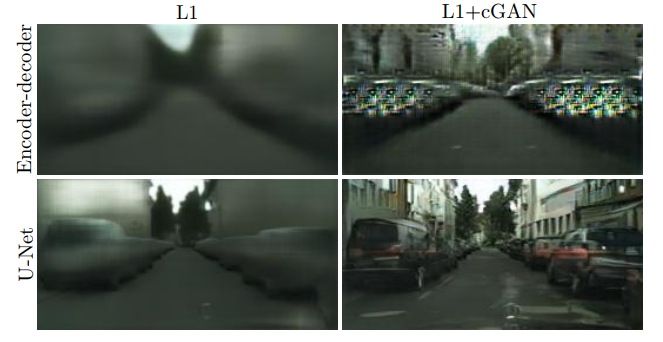 L1
L1+cGAN
Encoder-decoder
U-Net